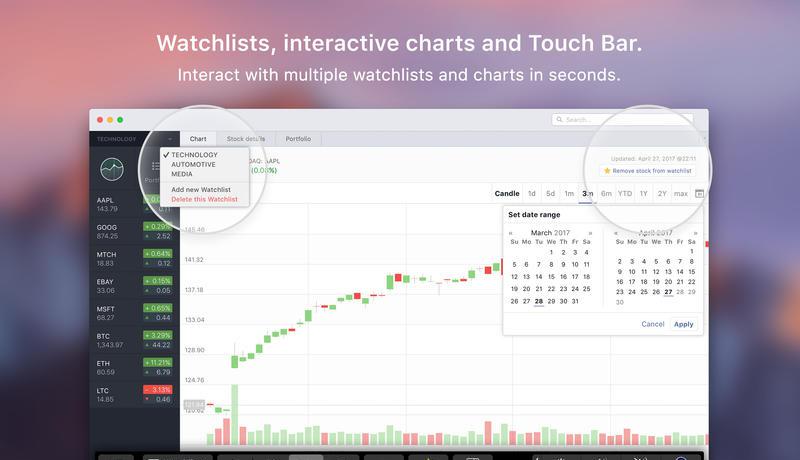 Watchlists, interactive charts and Touch Bar.
Interact with multiple watchlists and charts in seconds.
Search...
TECHNOLOGY
Chart Stock details Portfolio
✓ TECHNOLOGY
AUTOMOTIVE
MEDIA
Add new Watchlist
Delete this Watchlist
AAPL
(0.08%)
Updated: April 27, 2017 @22:11
Remove stock from watchlist
Candle 1d 5d 1m 3m 6m YTD 1Y 2Y max
AAPL
143.79
GOOG + 0.29%
874.25 2.52
MTCH + 0.64%
18.83 0.12
EBAY + 0.15%
33.06 0.05
MSFT + 0.65%
68.27 0.44
BTC + 3.29%
1,343.97 44.22
ETH + 11.21%
60.59 6.79
LTC - 3.13%
14.85 0.46
145.46
141.32
137.18
133.04
128.90
124.76
120.62
Set date range
« March 2017 »
Su Mo Tu We Th Fr Sa
1 2 3 4
5 6 7 8 9 10 11
12 13 14 15 16 17 18
19 20 21 22 23 24 25
26 27 28 29 30 31
« April 2017 »
Su Mo Tu We Th Fr Sa
1
2 3 4 5 6 7 8
9 10 11 12 13 14 15
16 17 18 19 20 21 22
23 24 25 26 27 28 29
30
Cancel Apply